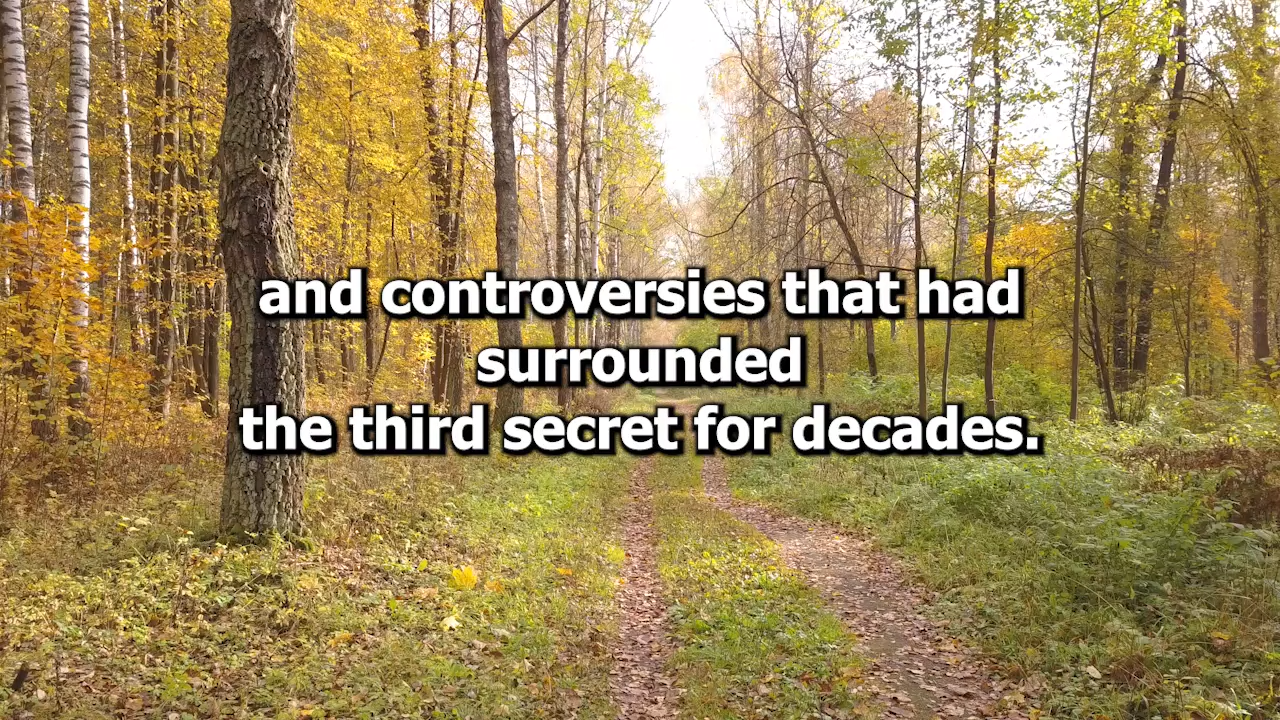 and controversies that had
surrounded
the third secret for decades.